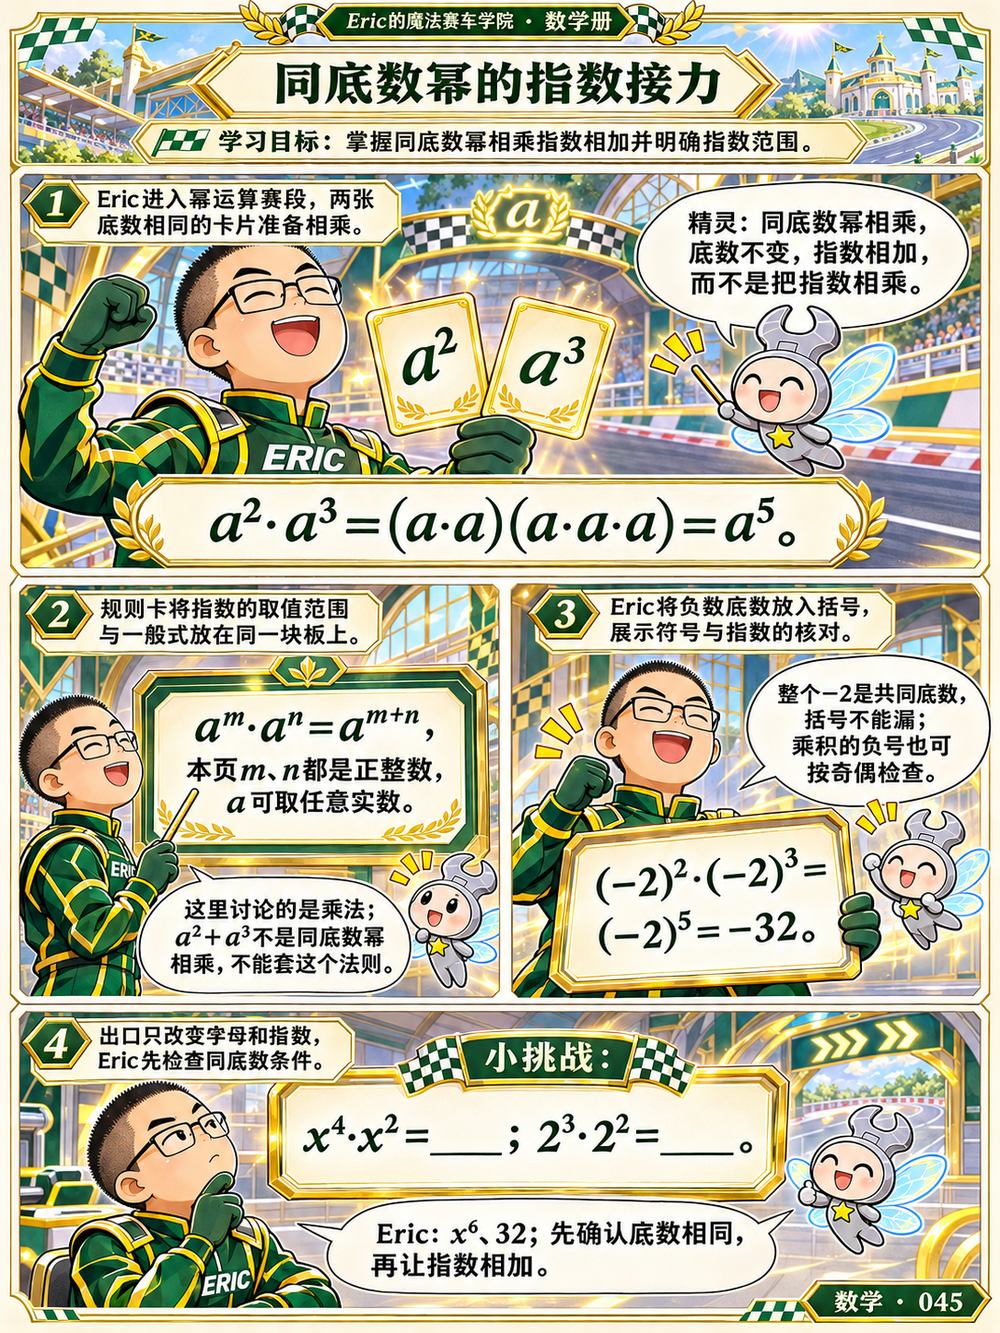 Eric的魔法赛车学院 · 数学册
同底数幂的指数接力
学习目标：掌握同底数幂相乘指数相加并明确指数范围。
1
Eric进入幂运算赛段，两张
底数相同的卡片准备相乘。
a
精灵：同底数幂相乘，
底数不变，指数相加，
而不是把指数相乘。
a²
a³
ERIC
a²·a³=(a·a)(a·a·a)=a⁵。
2
规则卡将指数的取值范围
与一般式放在同一块板上。
aᵐ·aⁿ=aᵐ⁺ⁿ，
本页m、n都是正整数，
a可取任意实数。
ERIC
这里讨论的是乘法；
a²+a³不是同底数幂
相乘，不能套这个法则。
3
Eric将负数底数放入括号，
展示符号与指数的核对。
整个−2是共同底数，
括号不能漏；
乘积的负号也可
按奇偶检查。
(−2)²·(−2)³=
(−2)⁵=−32。
4
出口只改变字母和指数，
Eric先检查同底数条件。
小挑战：
x⁴·x²=___；2³·2²=___。
Eric：x⁶、32；先确认底数相同，
再让指数相加。
ERIC
数学 · 045